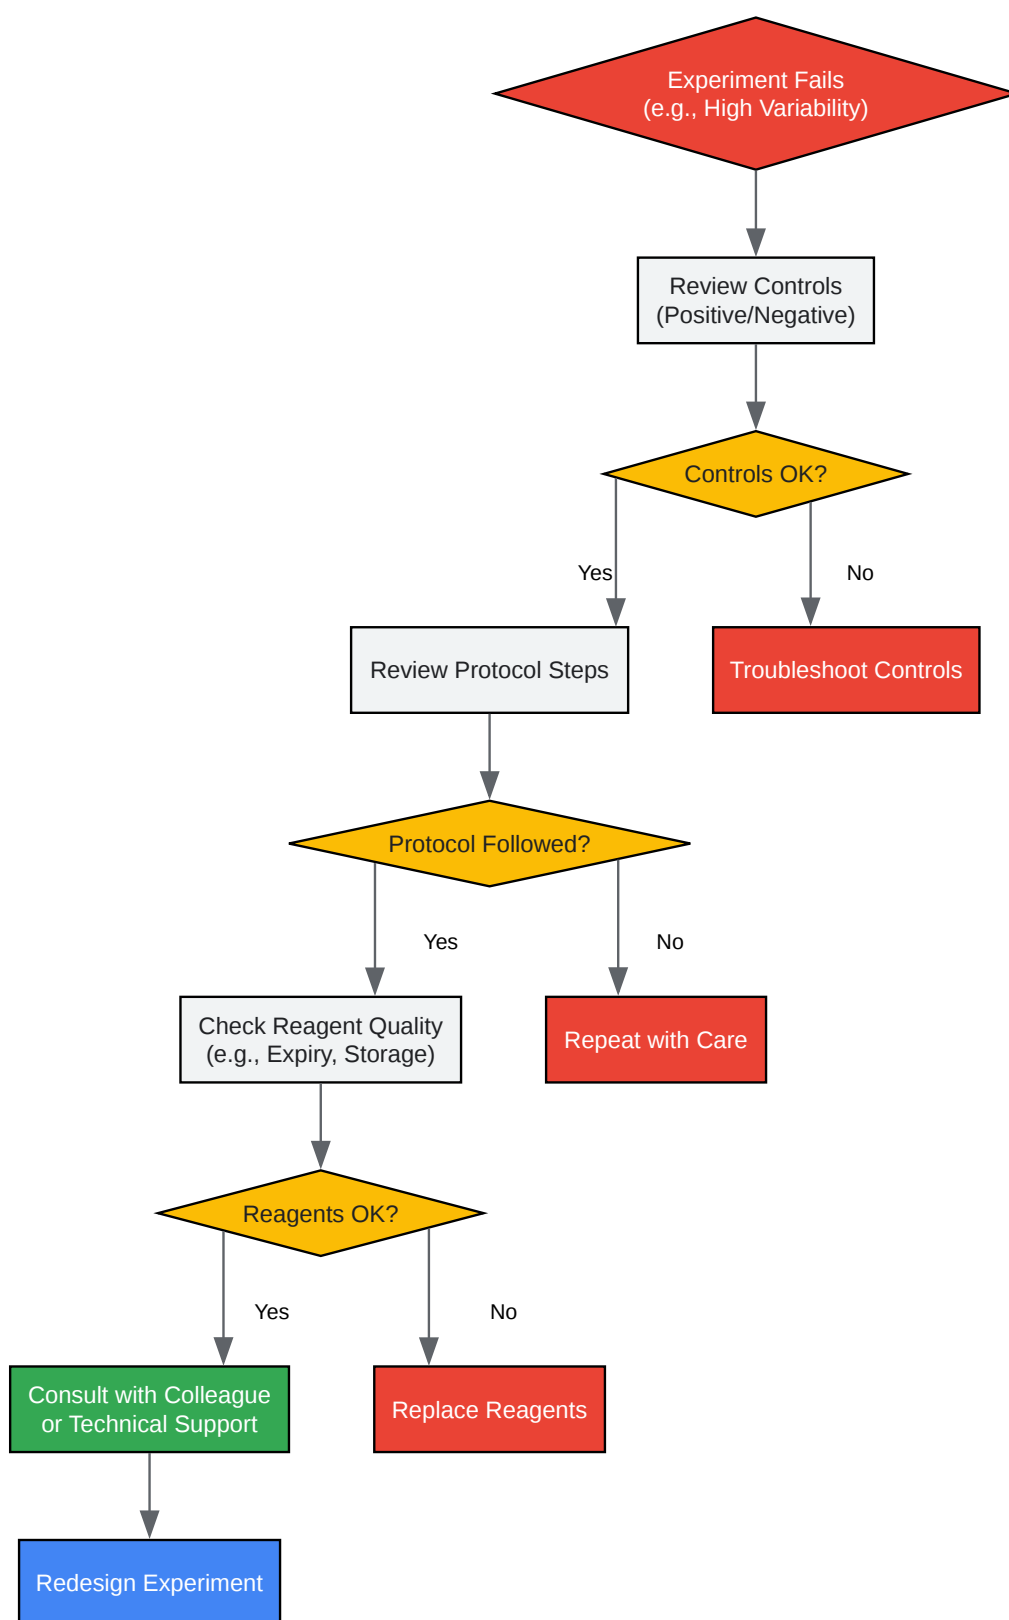 Experiment Fails
(e.g., High Variability)
Review Controls
(Positive/Negative)
Controls OK?
Yes
No
Review Protocol Steps
Troubleshoot Controls
Protocol Followed?
Yes
No
Check Reagent Quality
(e.g., Expiry, Storage)
Repeat with Care
Reagents OK?
Yes
No
Consult with Colleague
or Technical Support
Replace Reagents
Redesign Experiment